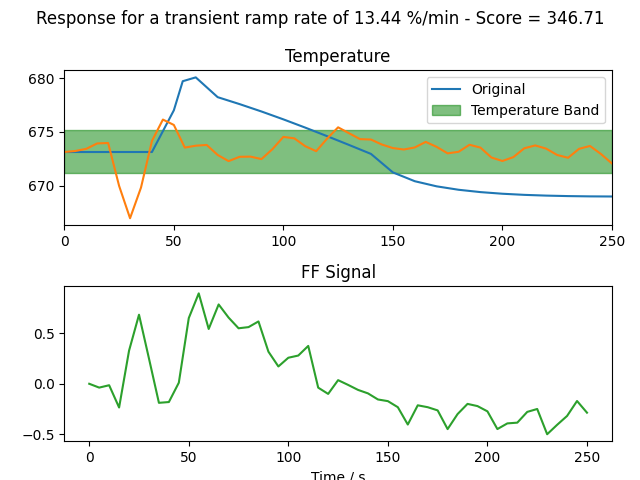 Response for a transient ramp rate of 13.44 %/min - Score = 346.71
Temperature
680
675
670
Original
Temperature Band
0 50 100 150 200 250
FF Signal
0.5
0.0
−0.5
0 50 100 150 200 250
Time / s